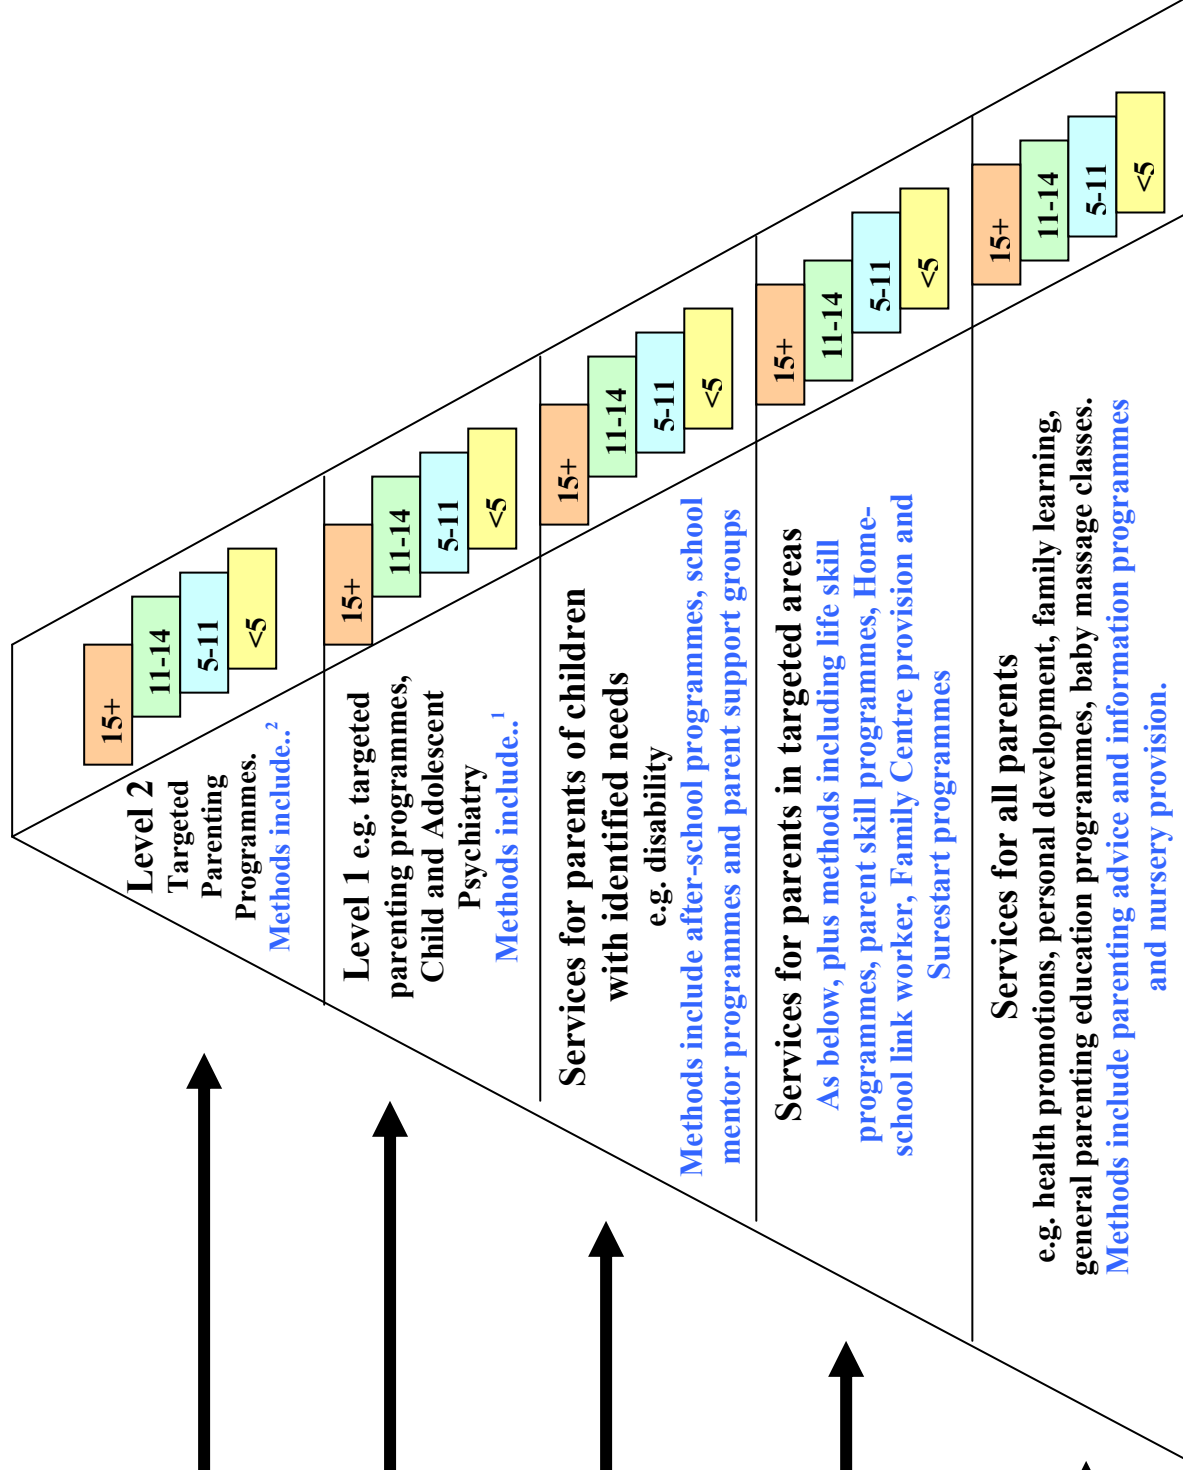 Level 2
Targeted
Parenting
Programmes.
Methods include..2
15+
11-14
5-11
<5
Level 1 e.g. targeted
parenting programmes,
Child and Adolescent
Psychiatry
Methods include..1
15+
11-14
5-11
<5
Services for parents of children
with identified needs
e.g. disability
Methods include after-school programmes, school
mentor programmes and parent support groups
15+
11-14
5-11
<5
Services for parents in targeted areas
As below, plus methods including life skill
programmes, parent skill programmes, Home-
school link worker, Family Centre provision and
Surestart programmes
15+
11-14
5-11
<5
Services for all parents
e.g. health promotions, personal development, family learning,
general parenting education programmes, baby massage classes.
Methods include parenting advice and information programmes
and nursery provision.
15+
11-14
5-11
<5